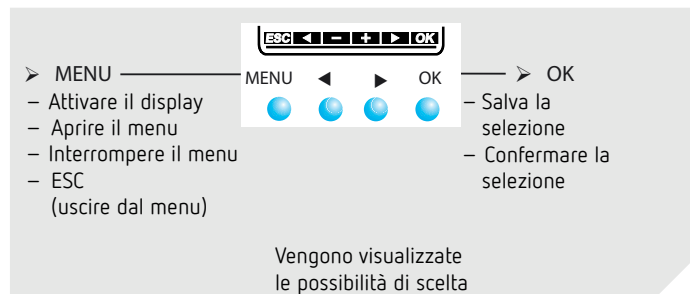 ESC ◄ − + ► OK
➢ MENU
MENU ◄ ► OK
➢ OK
– Attivare il display
– Aprire il menu
– Interrompere il menu
– ESC
(uscire dal menu)
– Salva la
selezione
– Confermare la
selezione
Vengono visualizzate
le possibilità di scelta